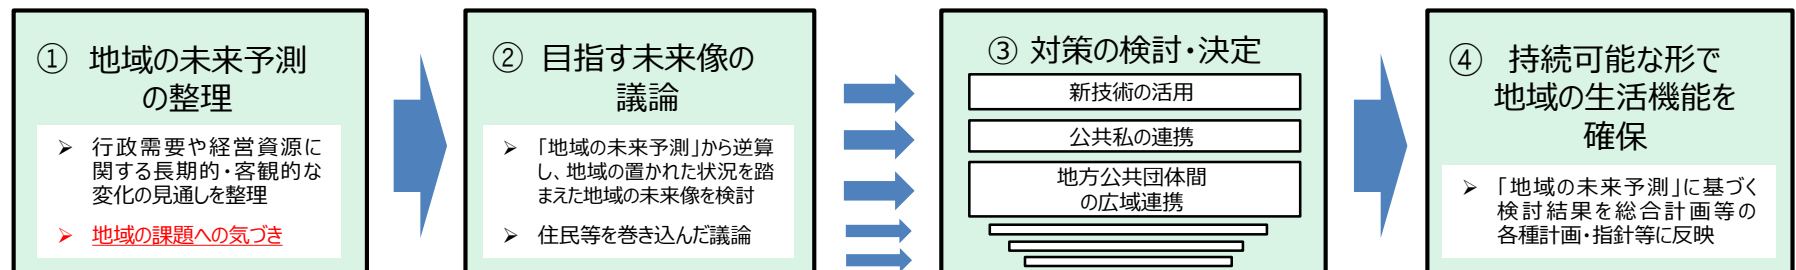 ① 地域の未来予測
の整理
➢ 行政需要や経営資源に
関する長期的・客観的な
変化の見通しを整理
➢ 地域の課題への気づき
② 目指す未来像の
議論
➢ 「地域の未来予測」から逆算
し、地域の置かれた状況を踏
まえた地域の未来像を検討
➢ 住民等を巻き込んだ議論
③ 対策の検討・決定
新技術の活用
公共私の連携
地方公共団体間
の広域連携
④ 持続可能な形で
地域の生活機能を
確保
➢ 「地域の未来予測」に基づく
検討結果を総合計画等の
各種計画・指針等に反映